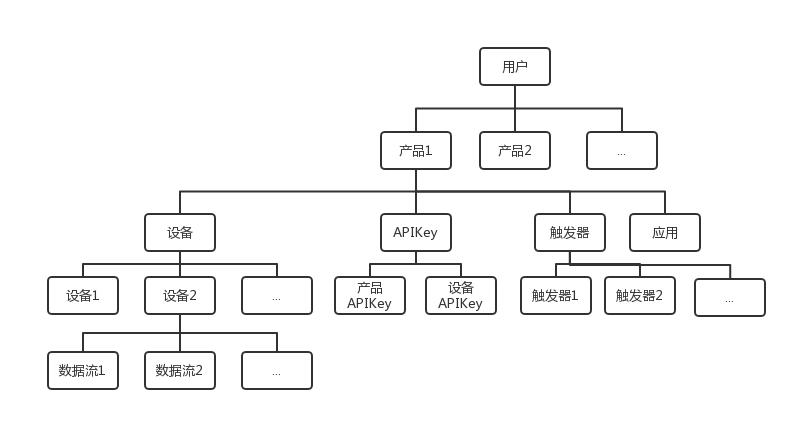 用户
产品1
产品2
...
设备
APIKey
触发器
应用
设备1
设备2
...
产品
APIKey
设备
APIKey
触发器1
触发器2
...
数据流1
数据流2
...